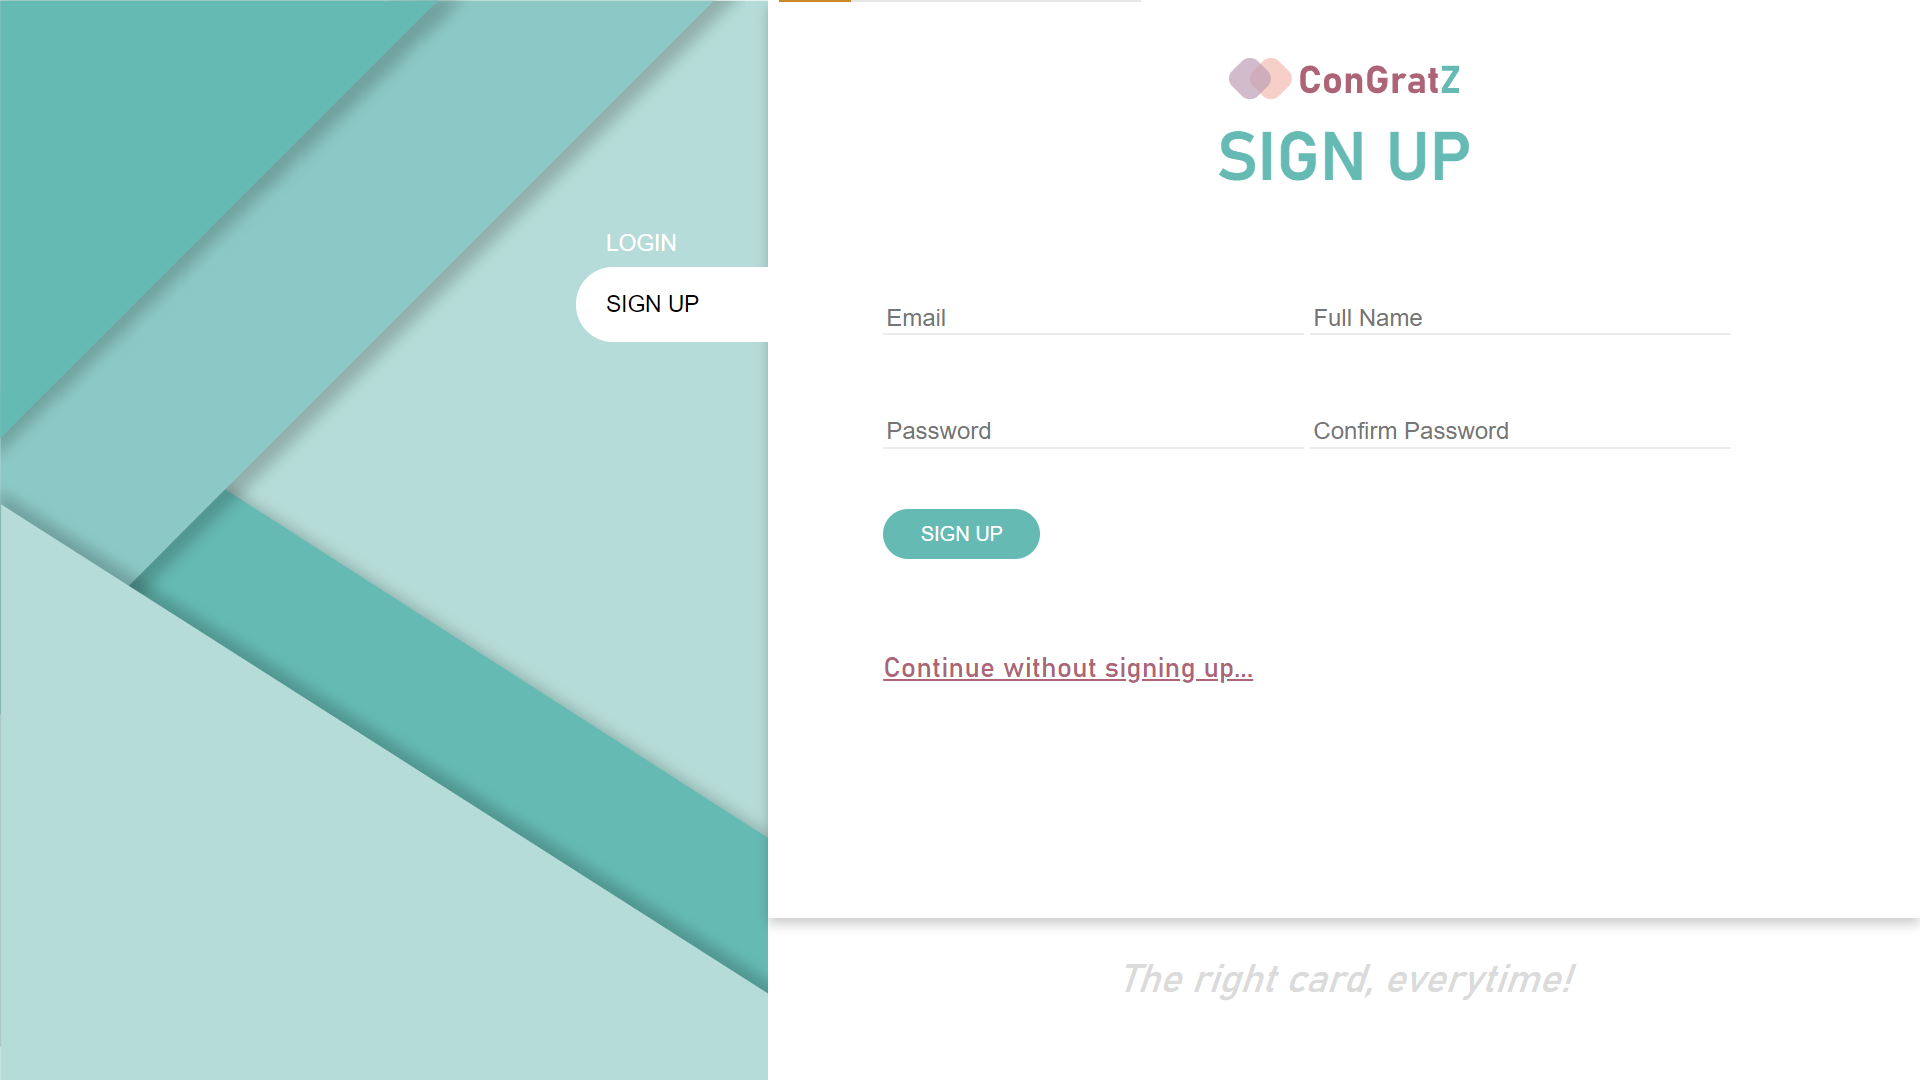 ConGratZ
SIGN UP
LOGIN
SIGN UP
Email
Full Name
Password
Confirm Password
SIGN UP
Continue without signing up...
The right card, everytime!